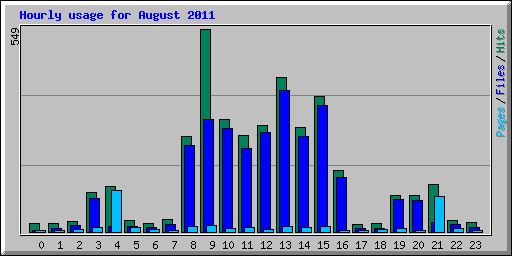 Hourly usage for August 2011
549
Pages / Files / Hits
0 1 2 3 4 5 6 7 8 9 10 11 12 13 14 15 16 17 18 19 20 21 22 23